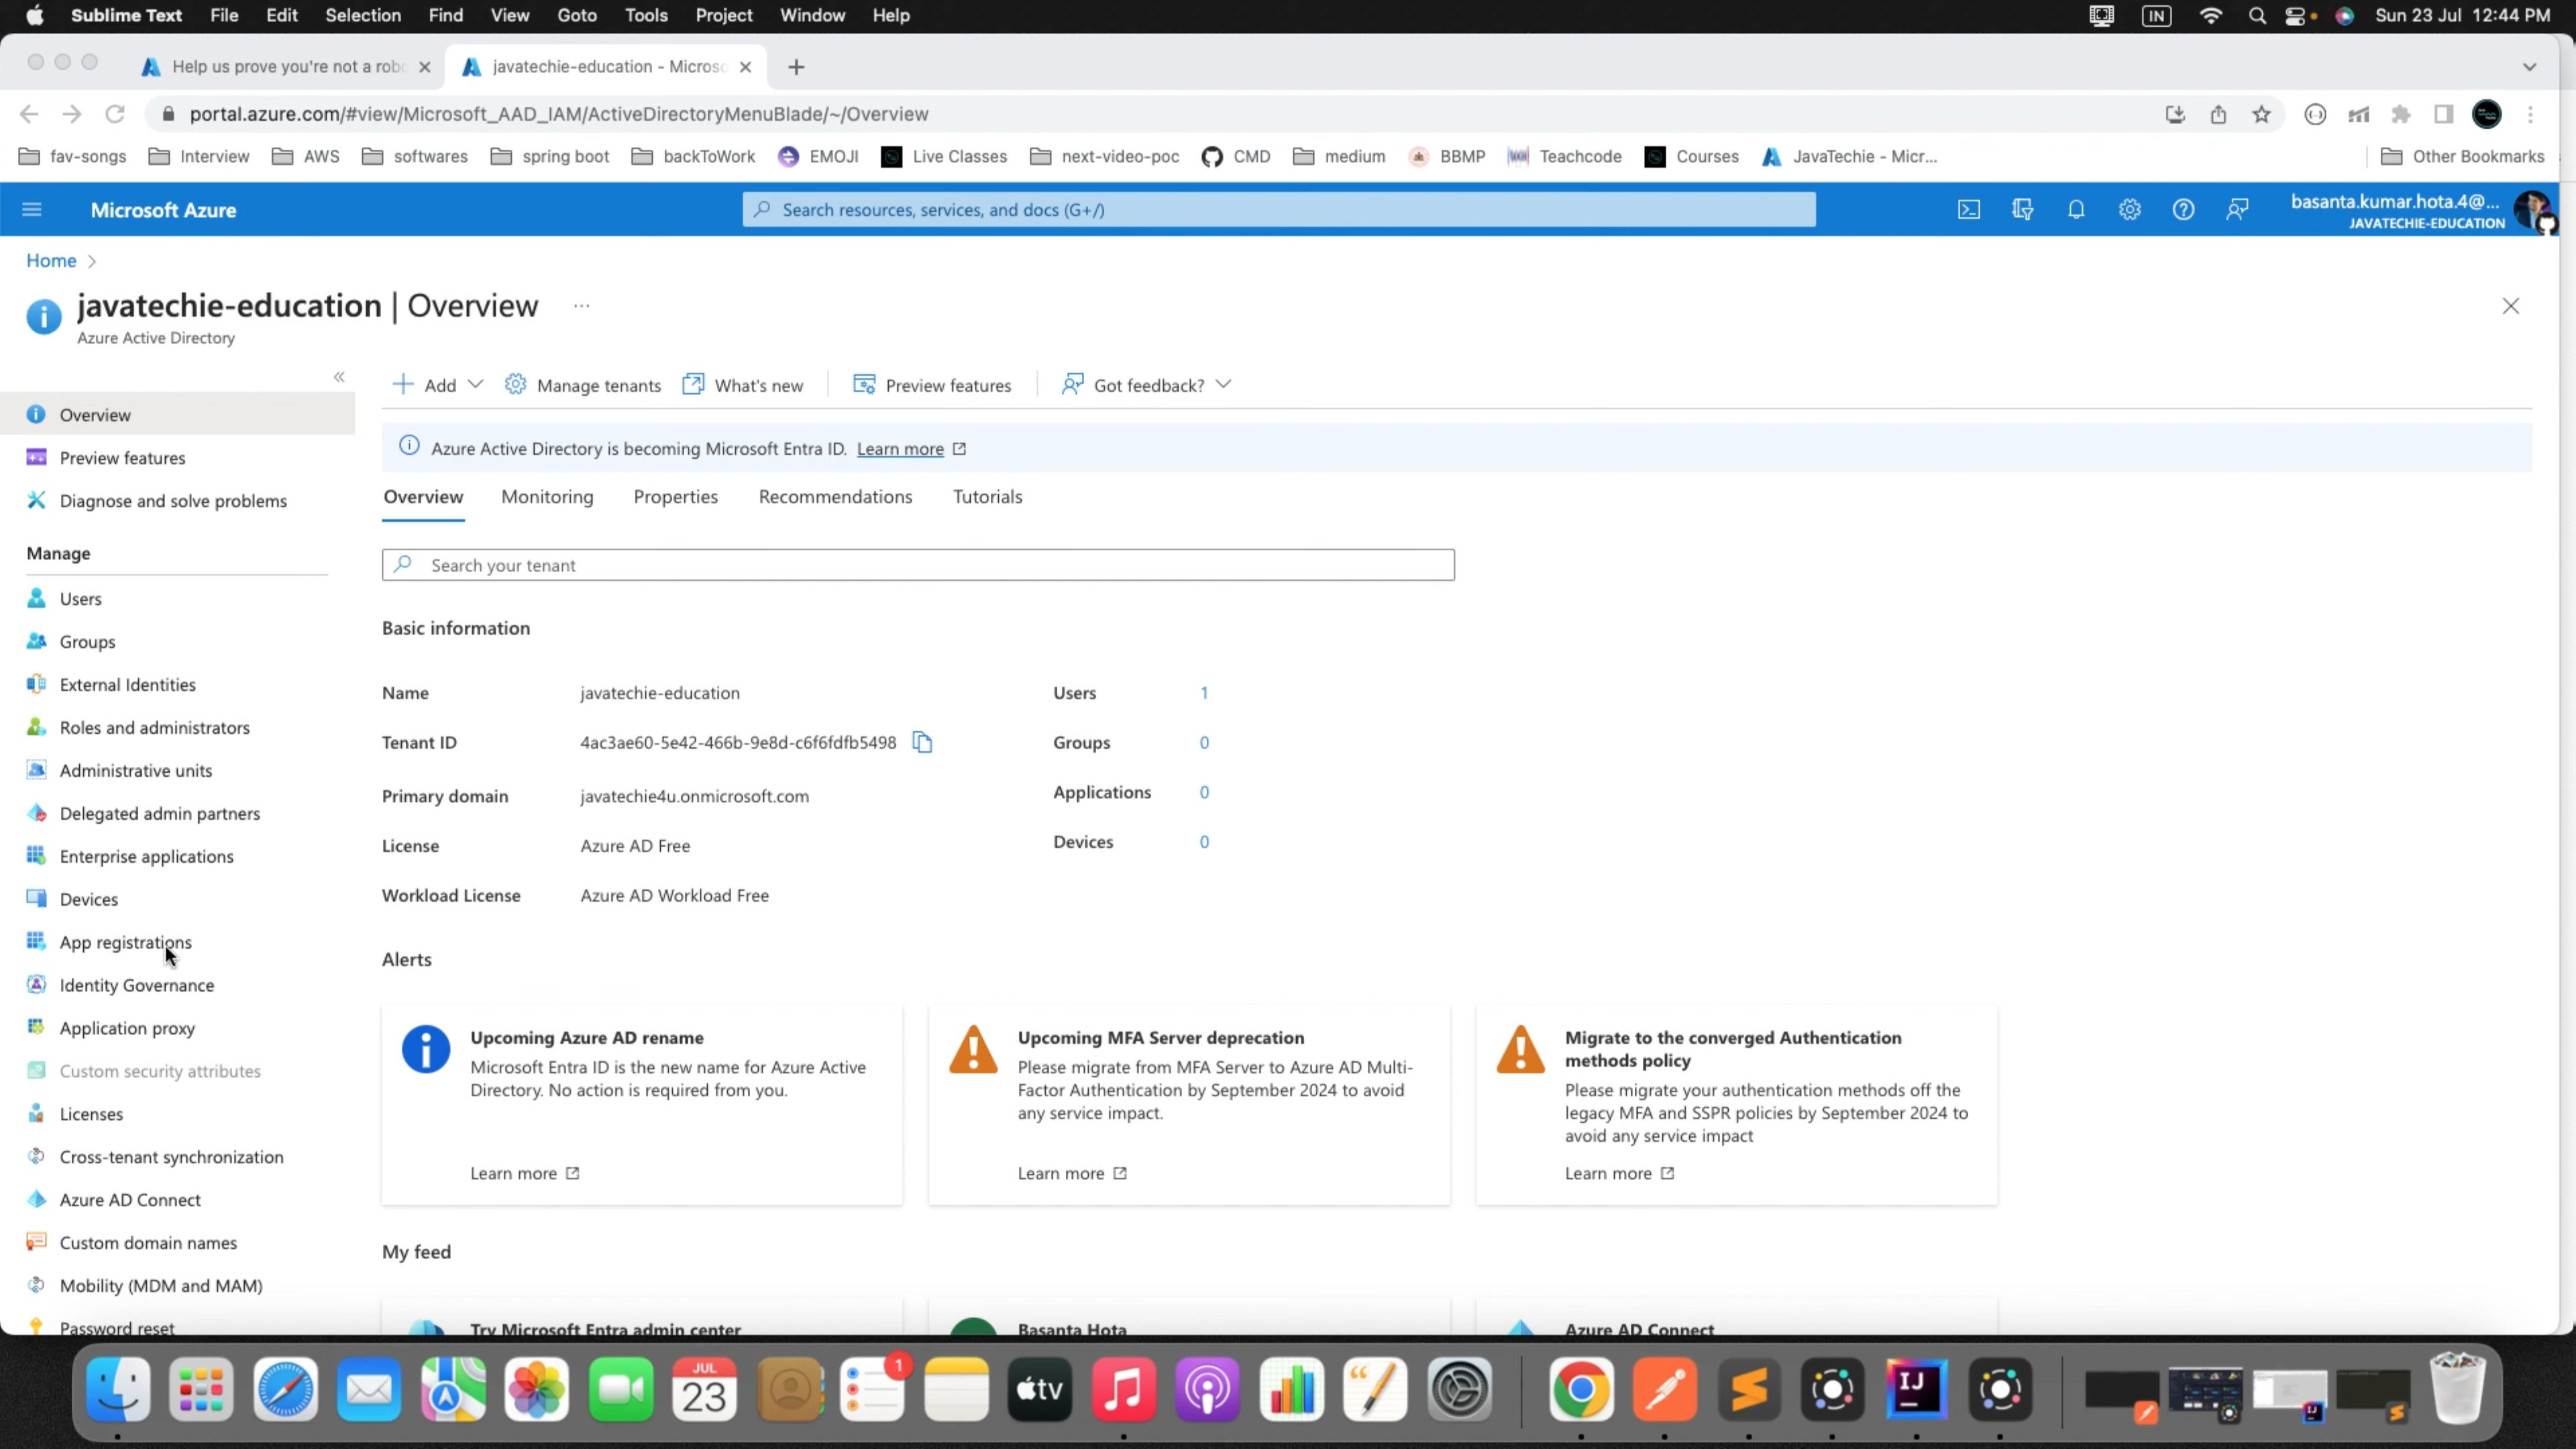 Sublime Text File Edit Selection Find View Goto Tools Project Window Help IN Sun 23 Jul 12:44 PM
Help us prove you're not a rob javatechie-education - Micros
portal.azure.com/#view/Microsoft_AAD_IAM/ActiveDirectoryMenuBlade/~/Overview
fav-songs Interview AWS softwares spring boot backToWork EMOJI Live Classes next-video-poc CMD medium BBMP Teachcode Courses JavaTechie - Micr... Other Bookmarks
Microsoft Azure Search resources, services, and docs (G+/) basanta.kumar.hota.4@...
JAVATECHIE-EDUCATION
Home >
javatechie-education | Overview ...
Azure Active Directory
Add Manage tenants What's new Preview features Got feedback?
Overview
Preview features
Diagnose and solve problems
Manage
Users
Groups
External Identities
Roles and administrators
Administrative units
Delegated admin partners
Enterprise applications
Devices
App registrations
Identity Governance
Application proxy
Custom security attributes
Licenses
Cross-tenant synchronization
Azure AD Connect
Custom domain names
Mobility (MDM and MAM)
Password reset
Azure Active Directory is becoming Microsoft Entra ID. Learn more
Overview Monitoring Properties Recommendations Tutorials
Search your tenant
Basic information
Name javatechie-education Users 1
Tenant ID 4ac3ae60-5e42-466b-9e8d-c6f6fdfb5498 Groups 0
Primary domain javatechie4u.onmicrosoft.com Applications 0
License Azure AD Free Devices 0
Workload License Azure AD Workload Free
Alerts
Upcoming Azure AD rename
Microsoft Entra ID is the new name for Azure Active
Directory. No action is required from you.
Learn more
Upcoming MFA Server deprecation
Please migrate from MFA Server to Azure AD Multi-
Factor Authentication by September 2024 to avoid
any service impact.
Learn more
Migrate to the converged Authentication
methods policy
Please migrate your authentication methods off the
legacy MFA and SSPR policies by September 2024 to
avoid any service impact
Learn more
My feed
Try Microsoft Entra admin center Basanta Hota Azure AD Connect
JUL
23
1
tv
IJ